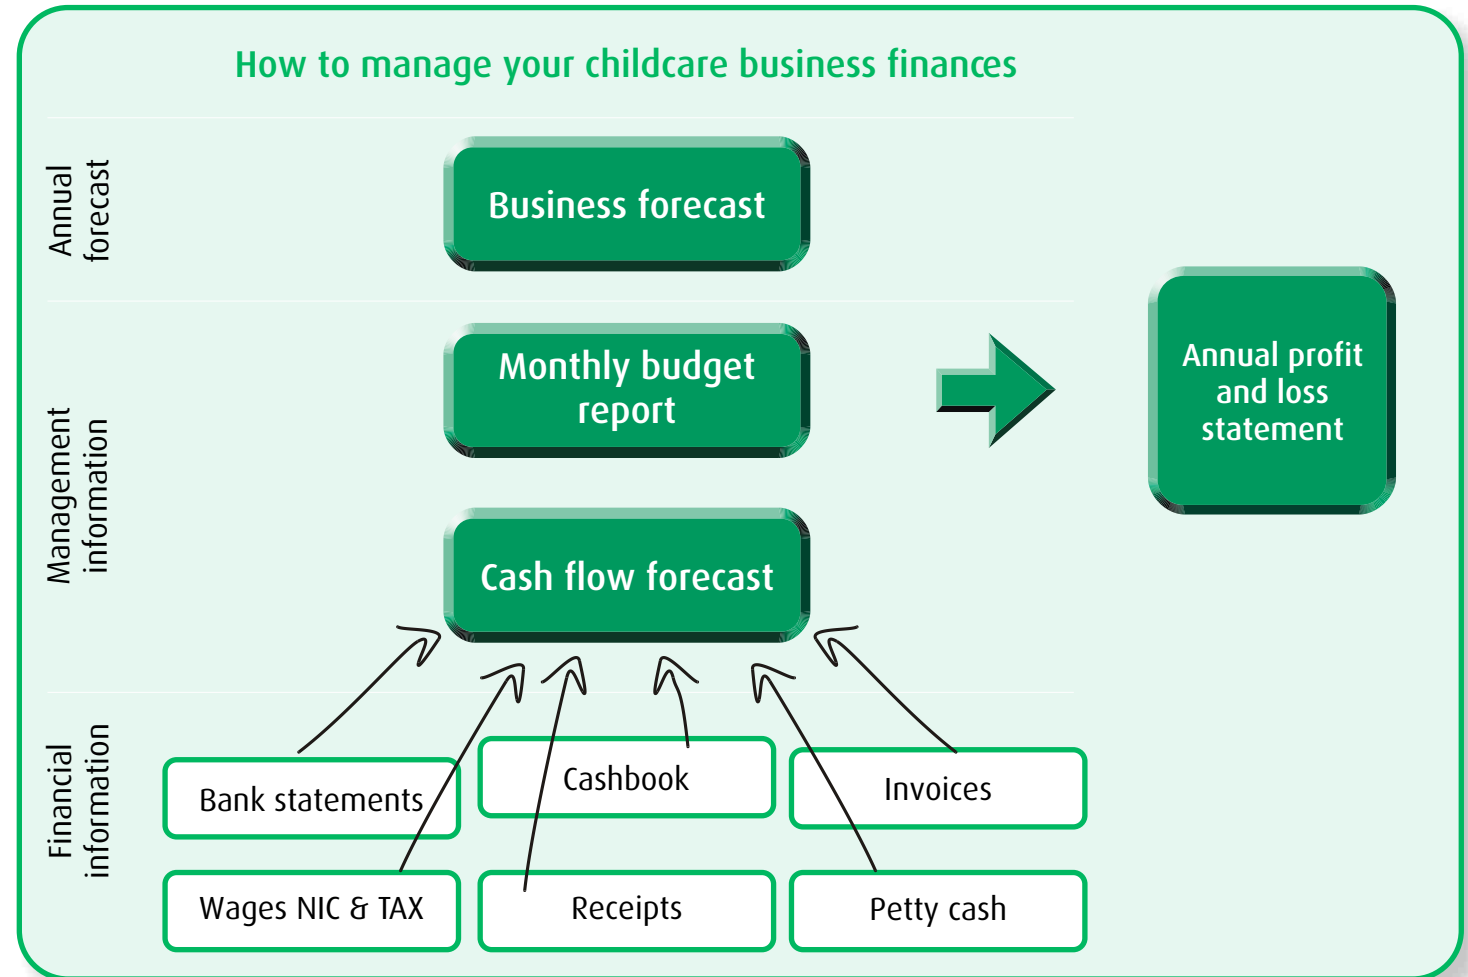 How to manage your childcare business finances
Annual
forecast
Business forecast
Management
information
Monthly budget
report
Annual profit
and loss
statement
Cash flow forecast
Financial
information
Bank statements
Cashbook
Invoices
Wages NIC & TAX
Receipts
Petty cash